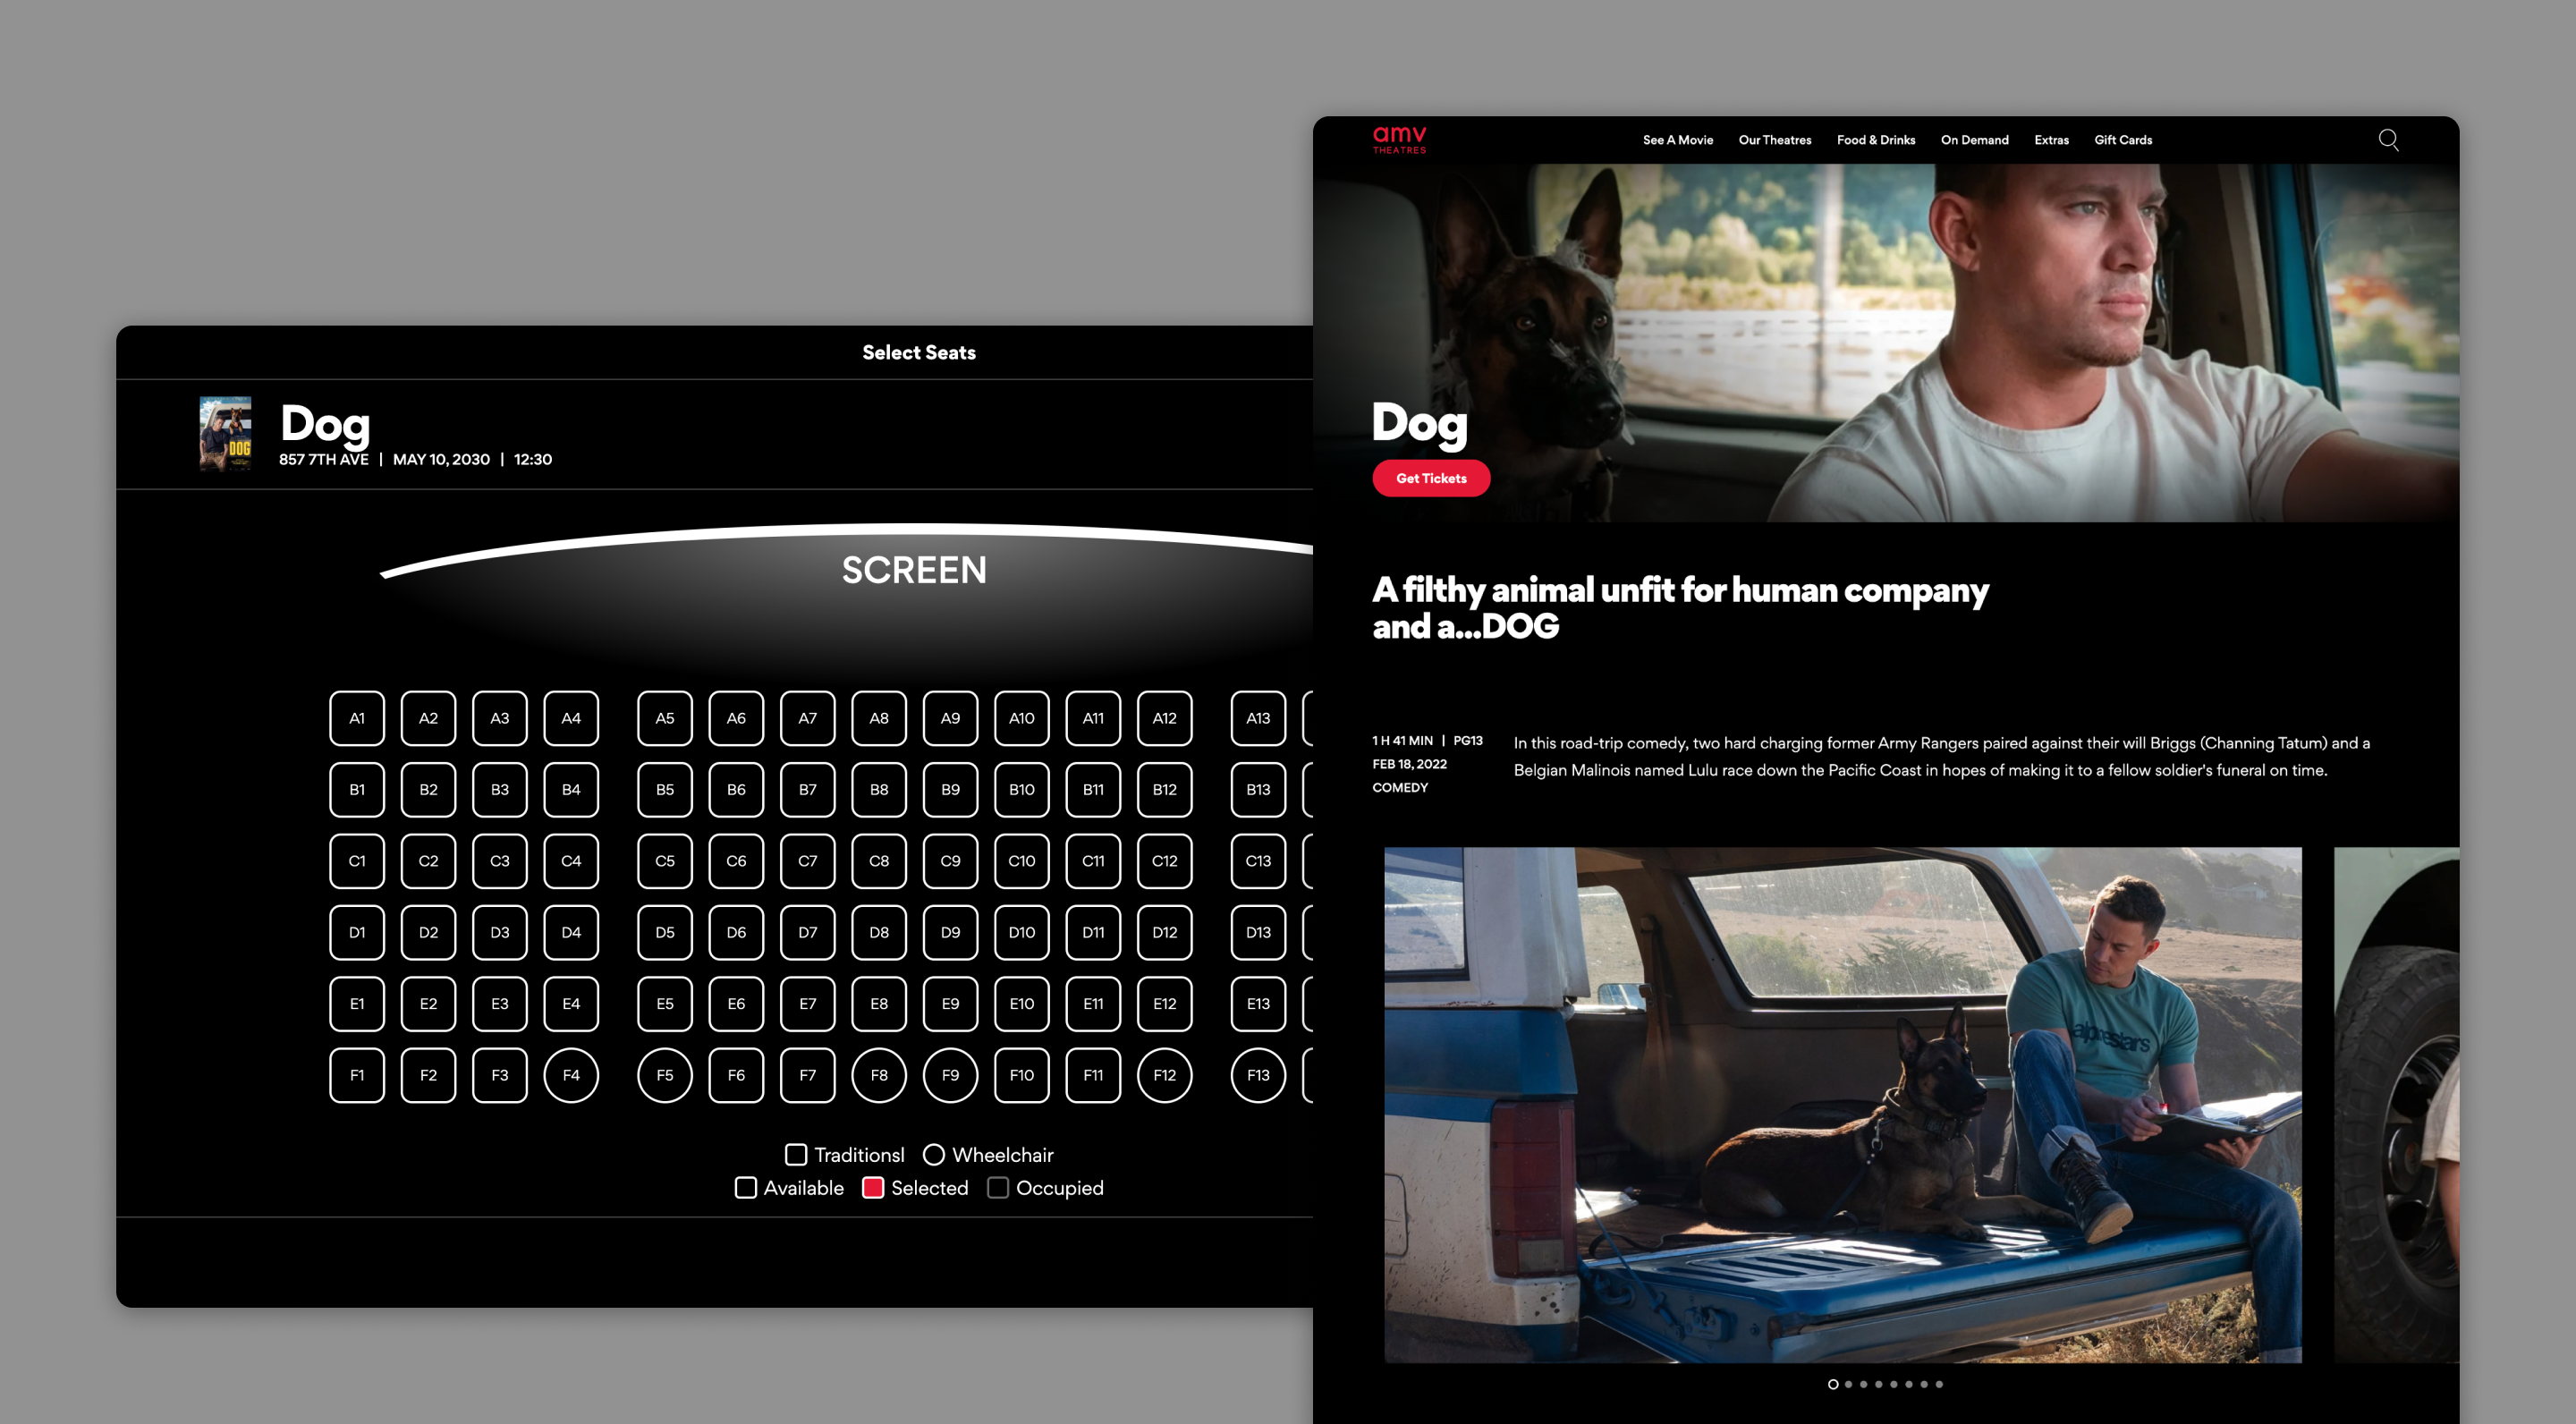 Select Seats
DOG
Dog
857 7TH AVE | MAY 10, 2030 | 12:30
SCREEN
A1 A2 A3 A4 A5 A6 A7 A8 A9 A10 A11 A12 A13
B1 B2 B3 B4 B5 B6 B7 B8 B9 B10 B11 B12 B13
C1 C2 C3 C4 C5 C6 C7 C8 C9 C10 C11 C12 C13
D1 D2 D3 D4 D5 D6 D7 D8 D9 D10 D11 D12 D13
E1 E2 E3 E4 E5 E6 E7 E8 E9 E10 E11 E12 E13
F1 F2 F3 F4 F5 F6 F7 F8 F9 F10 F11 F12 F13
Traditionsl Wheelchair
Available Selected Occupied
amv
THEATRES
See A Movie Our Theatres Food & Drinks On Demand Extras Gift Cards
Dog
Get Tickets
A filthy animal unfit for human company
and a...DOG
1 H 41 MIN | PG13
FEB 18, 2022
COMEDY
In this road-trip comedy, two hard charging former Army Rangers paired against their will Briggs (Channing Tatum) and a
Belgian Malinois named Lulu race down the Pacific Coast in hopes of making it to a fellow soldier's funeral on time.
alpinestars